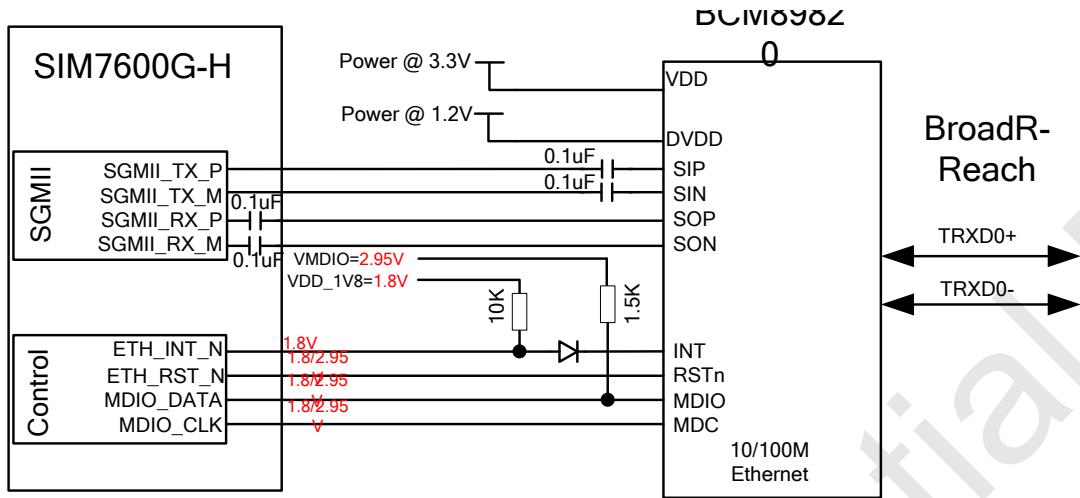 BCM8982
0
SIM7600G-H
Power @ 3.3V
VDD
Power @ 1.2V
DVDD
BroadR-
Reach
SGMII
SGMII_TX_P
0.1uF
SIP
SGMII_TX_M
0.1uF
SIN
SGMII_RX_P
0.1uF
SOP
SGMII_RX_M
0.1uF
SON
TRXD0+
TRXD0-
VMDIO=2.95V
VDD_1V8=1.8V
10K
1.5K
Control
ETH_INT_N
1.8V
INT
1.8/2.95
V
ETH_RST_N
RSTn
1.8/2.95
V
MDIO_DATA
MDIO
1.8/2.95
V
MDIO_CLK
MDC
10/100M
Ethernet
tial